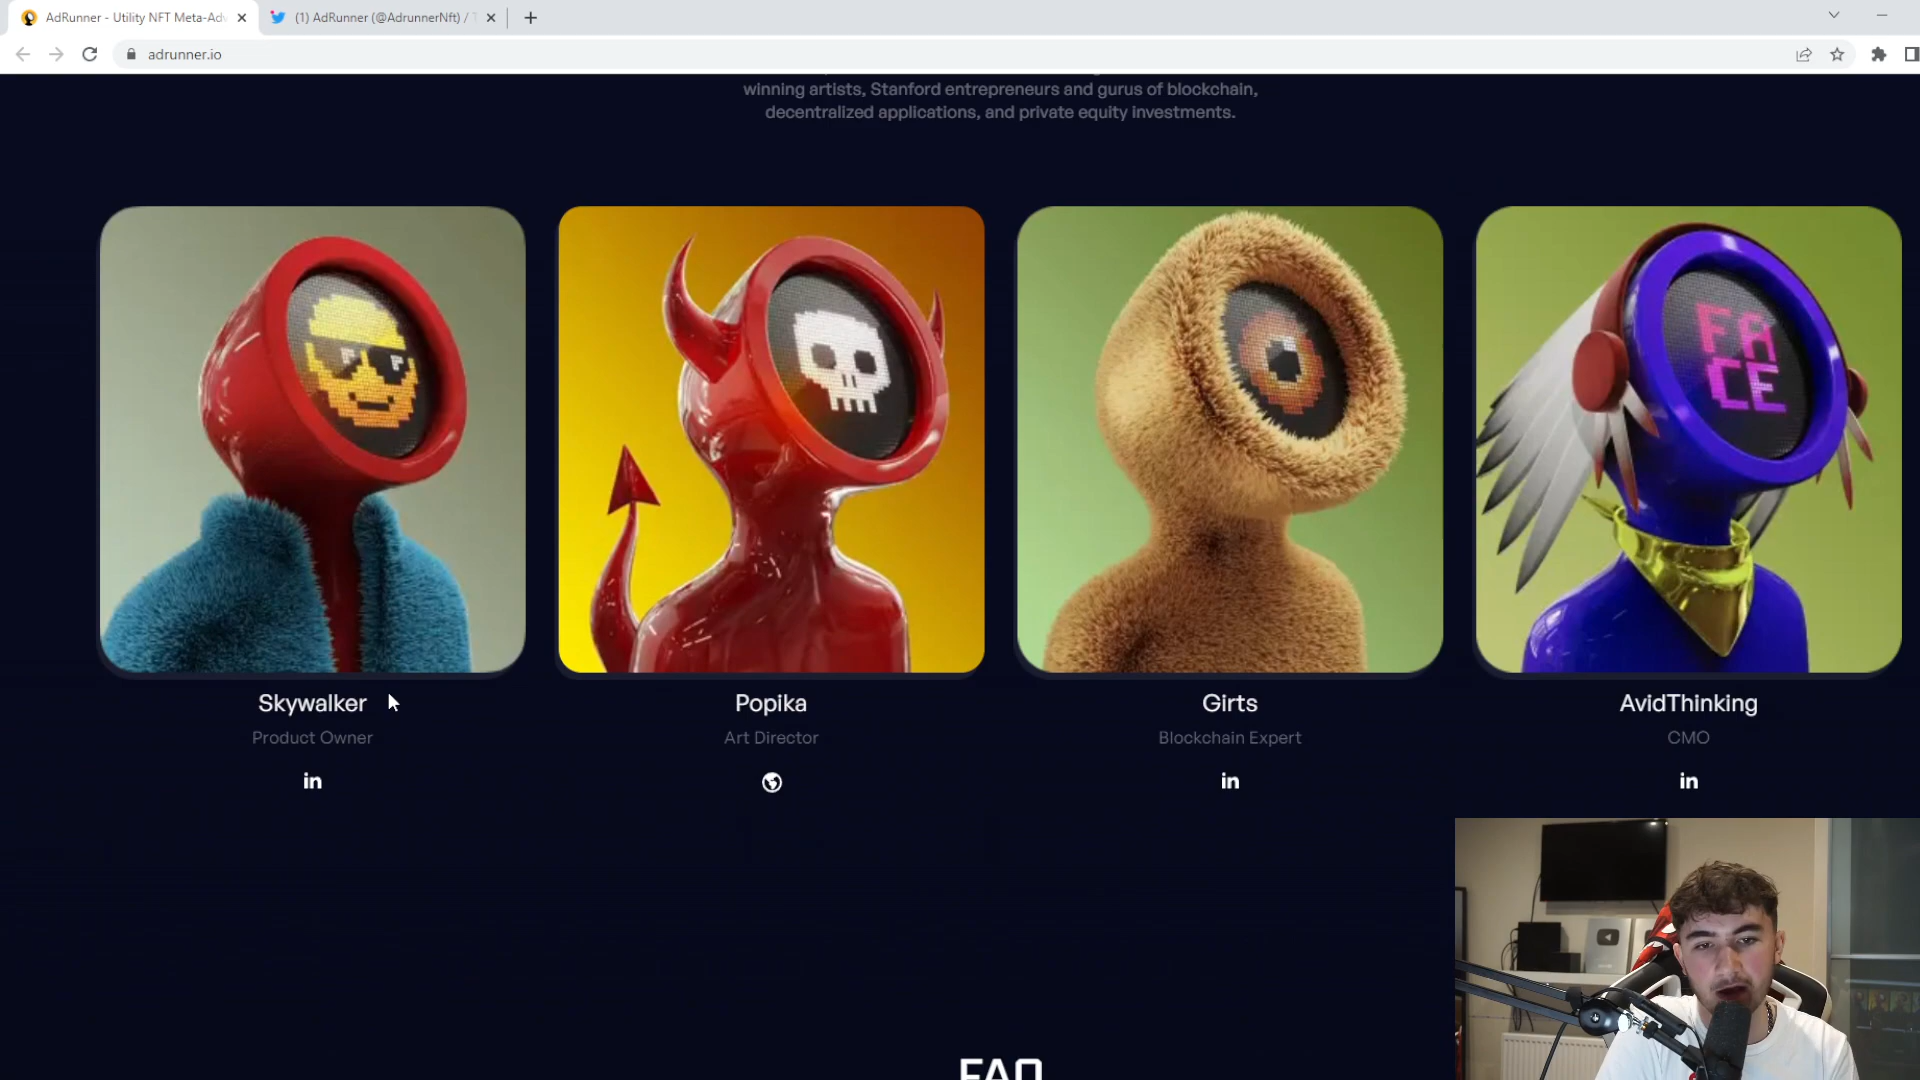 AdRunner - Utility NFT Meta-Adv
(1) AdRunner (@AdrunnerNft) / T
adrunner.io
winning artists, Stanford entrepreneurs and gurus of blockchain,
decentralized applications, and private equity investments.
FA
CE
Skywalker
Product Owner
in
Popika
Art Director
Girts
Blockchain Expert
in
AvidThinking
CMO
in
FAQ